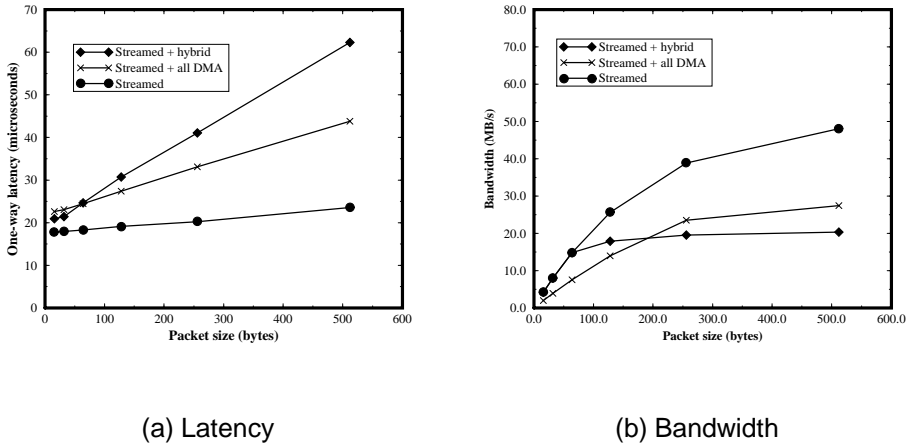 70
60
50
40
30
20
10
0
One-way latency (microseconds)
Streamed + hybrid
Streamed + all DMA
Streamed
0 100 200 300 400 500 600
Packet size (bytes)
80.0
70.0
60.0
50.0
40.0
30.0
20.0
10.0
0.0
Bandwidth (MB/s)
Streamed + hybrid
Streamed + all DMA
Streamed
0.0 100.0 200.0 300.0 400.0 500.0 600.0
Packet size (bytes)
(a) Latency
(b) Bandwidth